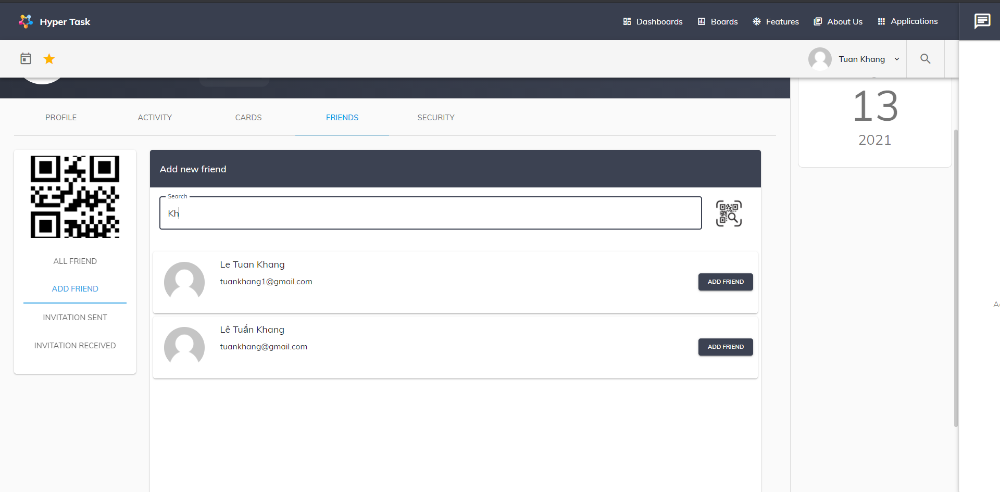 Hyper Task
Dashboards
Boards
Features
About Us
Applications
Tuan Khang
13
2021
PROFILE
ACTIVITY
CARDS
FRIENDS
SECURITY
ALL FRIEND
ADD FRIEND
INVITATION SENT
INVITATION RECEIVED
Add new friend
Search
Kh
Le Tuan Khang
tuankhang1@gmail.com
ADD FRIEND
Lê Tuấn Khang
tuankhang@gmail.com
ADD FRIEND